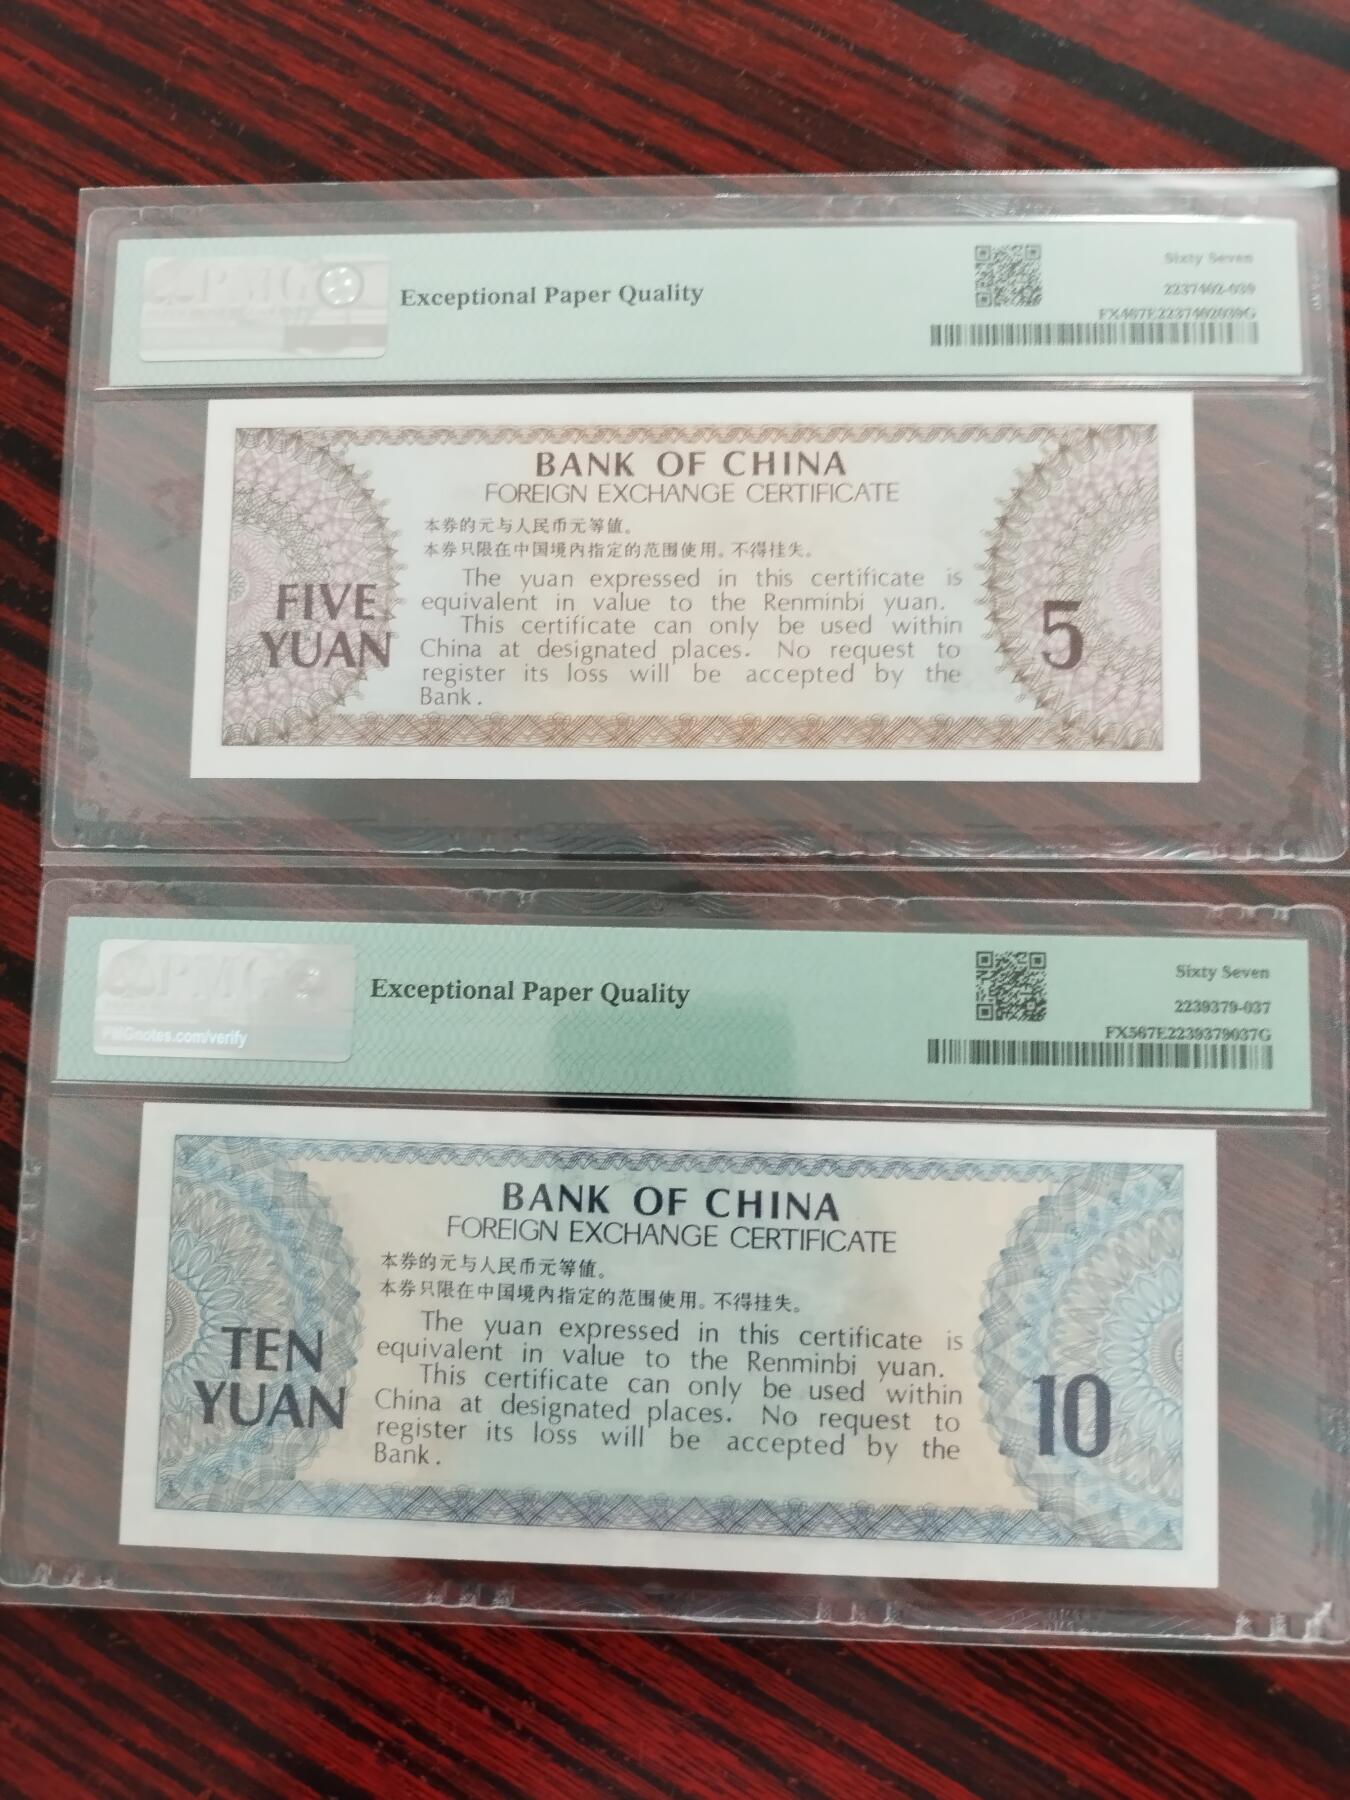 Exceptional Paper Quality
Sixty Seven
2237402-039
FX467E2237402039G
BANK OF CHINA
FOREIGN EXCHANGE CERTIFICATE
本券的元与人民币元等值。
本券只限在中国境内指定的范围使用。不得挂失。
The yuan expressed in this certificate is
equivalent in value to the Renminbi yuan.
This certificate can only be used within
China at designated places. No request to
register its loss will be accepted by the
Bank.
FIVE
YUAN
5
PMGnotes.com/verify
Exceptional Paper Quality
Sixty Seven
2239379-037
FX567E2239379037G
BANK OF CHINA
FOREIGN EXCHANGE CERTIFICATE
本券的元与人民币元等值。
本券只限在中国境内指定的范围使用。不得挂失。
The yuan expressed in this certificate is
equivalent in value to the Renminbi yuan.
This certificate can only be used within
China at designated places. No request to
register its loss will be accepted by the
Bank.
TEN
YUAN
10